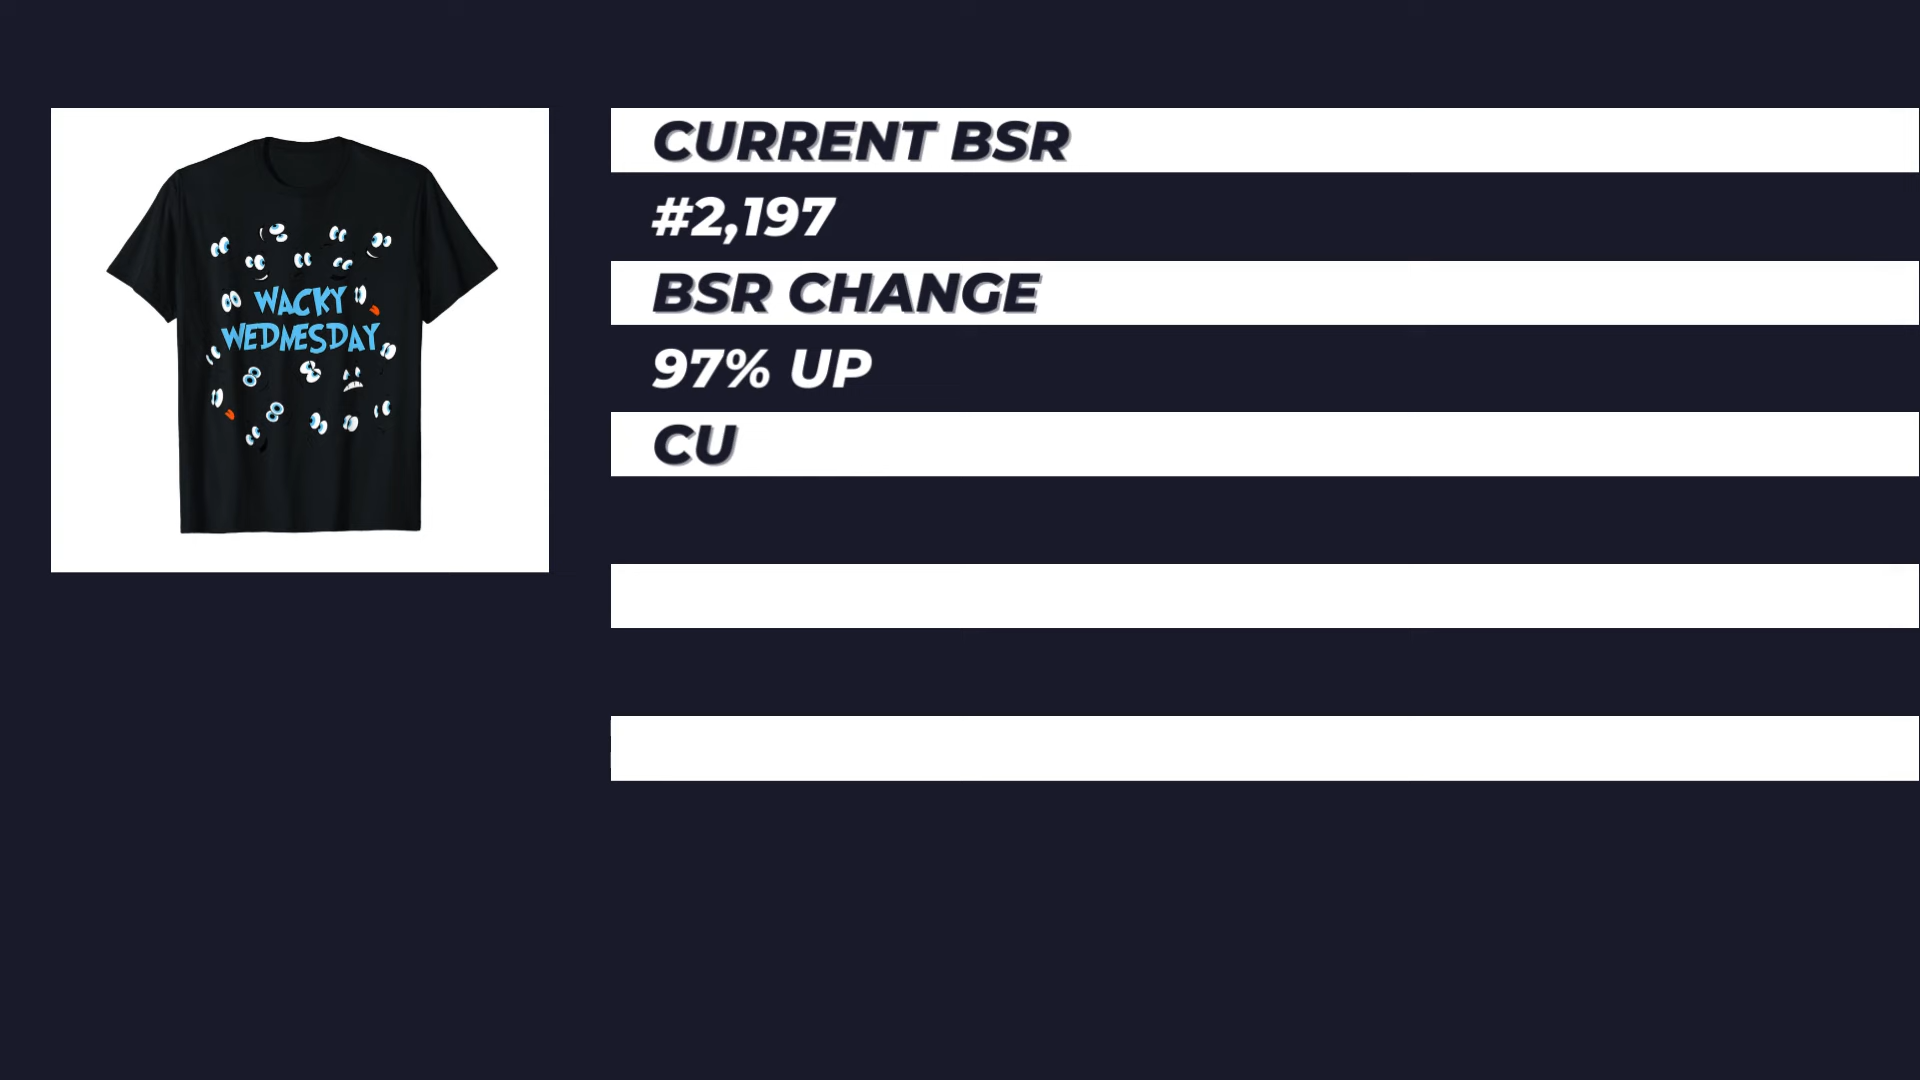 WACKY
WEDNESDAY
CURRENT BSR
#2,197
BSR CHANGE
97% UP
CU